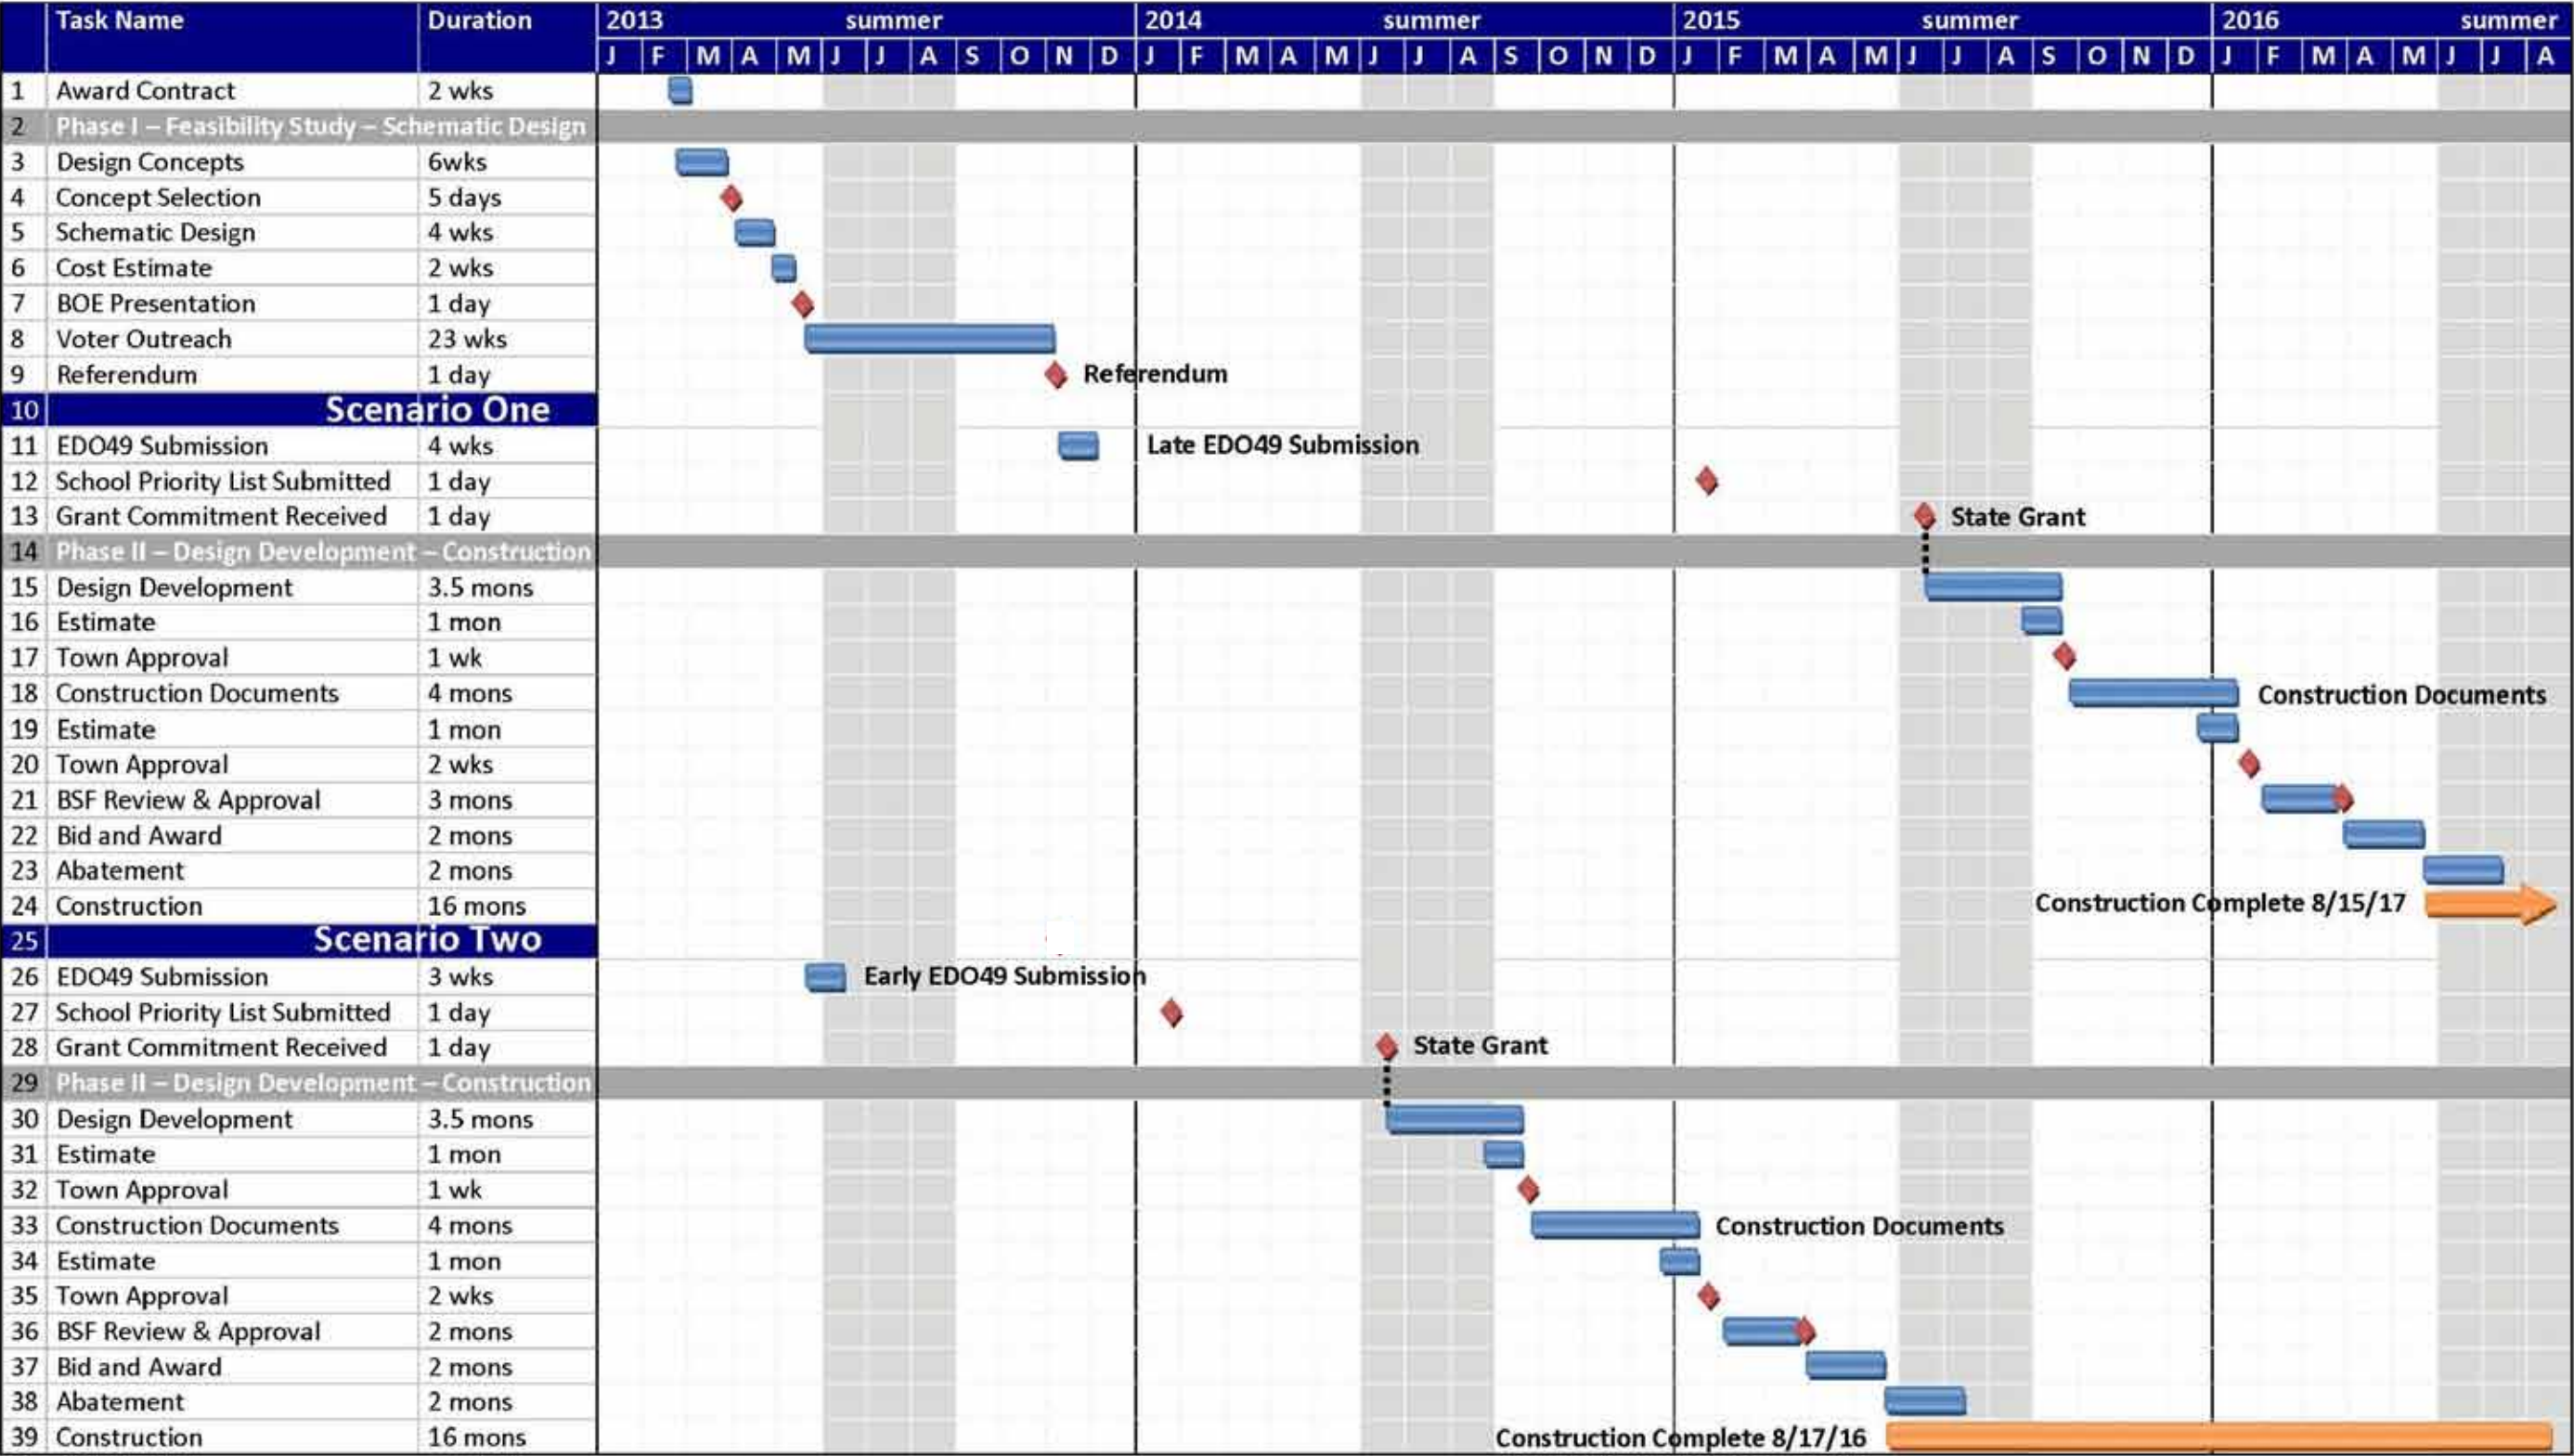 Task Name Duration 2013 summer 2014 summer 2015 summer 2016 summer
J F M A M J J A S O N D J F M A M J J A S O N D J F M A M J J A S O N D J F M A M J J A
1 Award Contract 2 wks
2 Phase I – Feasibility Study – Schematic Design
3 Design Concepts 6wks
4 Concept Selection 5 days
5 Schematic Design 4 wks
6 Cost Estimate 2 wks
7 BOE Presentation 1 day
8 Voter Outreach 23 wks
9 Referendum 1 day Referendum
10 Scenario One
11 EDO49 Submission 4 wks Late EDO49 Submission
12 School Priority List Submitted 1 day
13 Grant Commitment Received 1 day State Grant
14 Phase II – Design Development – Construction
15 Design Development 3.5 mons
16 Estimate 1 mon
17 Town Approval 1 wk
18 Construction Documents 4 mons Construction Documents
19 Estimate 1 mon
20 Town Approval 2 wks
21 BSF Review & Approval 3 mons
22 Bid and Award 2 mons
23 Abatement 2 mons
24 Construction 16 mons Construction Complete 8/15/17
25 Scenario Two
26 EDO49 Submission 3 wks Early EDO49 Submission
27 School Priority List Submitted 1 day
28 Grant Commitment Received 1 day State Grant
29 Phase II – Design Development – Construction
30 Design Development 3.5 mons
31 Estimate 1 mon
32 Town Approval 1 wk
33 Construction Documents 4 mons Construction Documents
34 Estimate 1 mon
35 Town Approval 2 wks
36 BSF Review & Approval 2 mons
37 Bid and Award 2 mons
38 Abatement 2 mons
39 Construction 16 mons Construction Complete 8/17/16